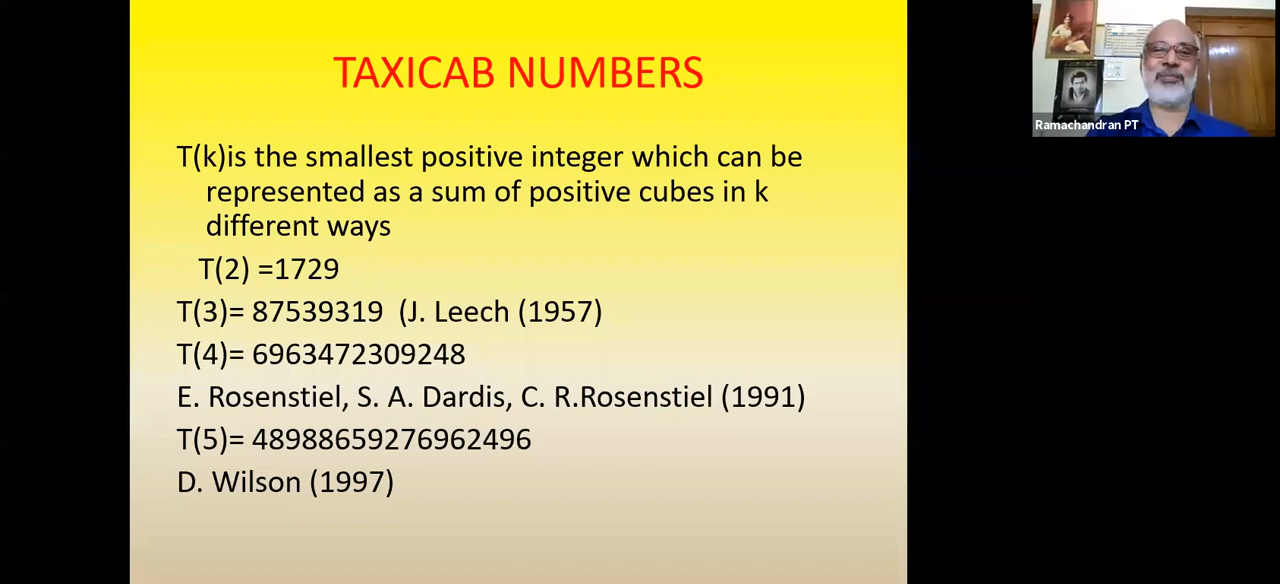 TAXICAB NUMBERS
T(k)is the smallest positive integer which can be
represented as a sum of positive cubes in k
different ways
T(2) =1729
T(3)= 87539319  (J. Leech (1957)
T(4)= 6963472309248
E. Rosenstiel, S. A. Dardis, C. R.Rosenstiel (1991)
T(5)= 48988659276962496
D. Wilson (1997)
Ramachandran PT